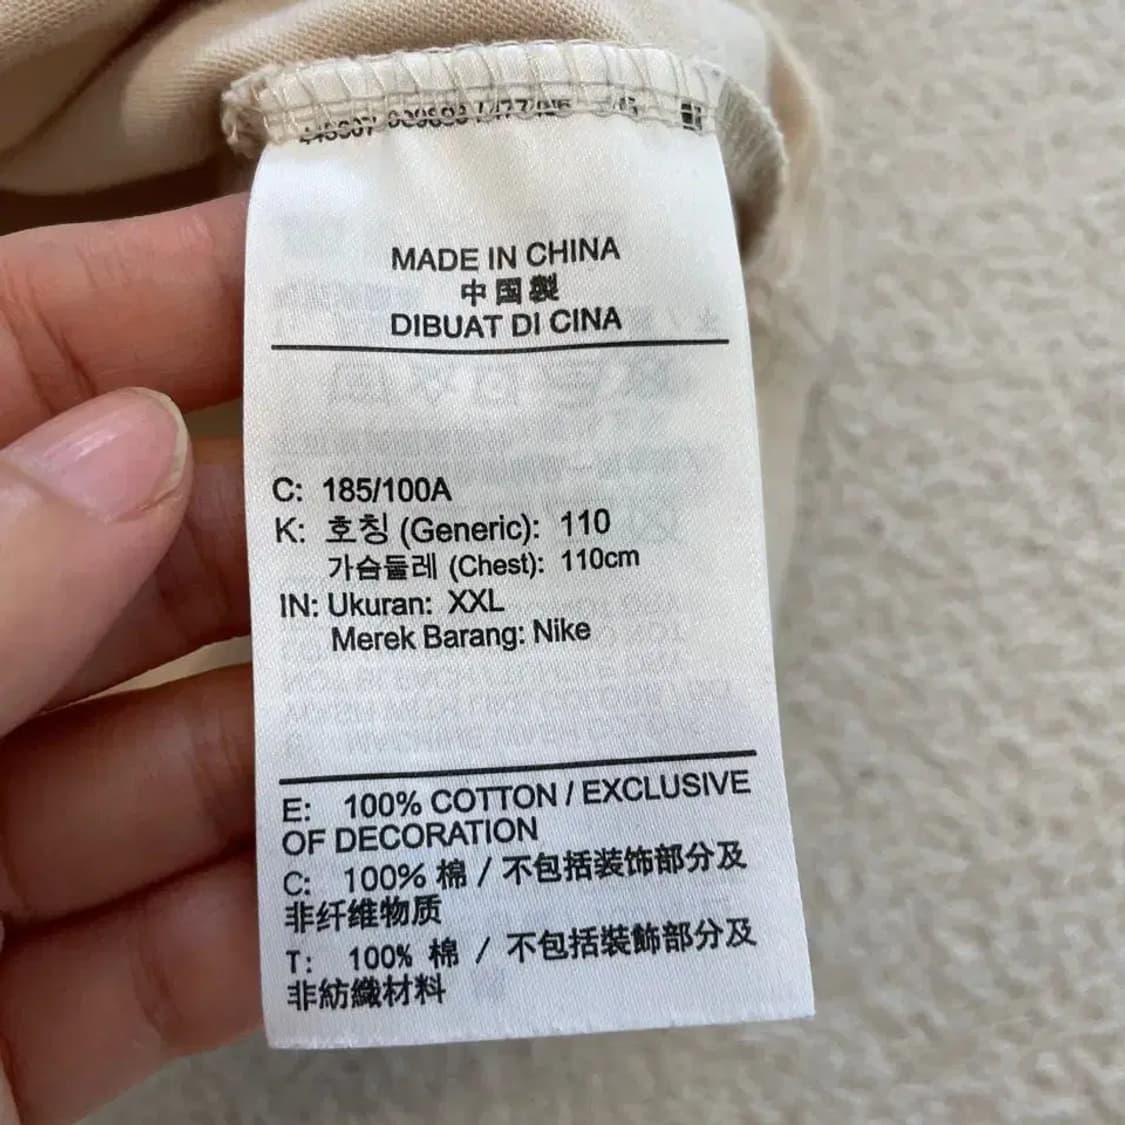 MADE IN CHINA
中国製
DIBUAT DI CINA
C: 185/100A
K: 호칭 (Generic): 110
가슴둘레 (Chest): 110cm
IN: Ukuran: XXL
Merek Barang: Nike
E: 100% COTTON / EXCLUSIVE
OF DECORATION
C: 100% 棉 / 不包括装饰部分及
非纤维物质
T: 100% 棉 / 不包括裝飾部分及
非紡織材料